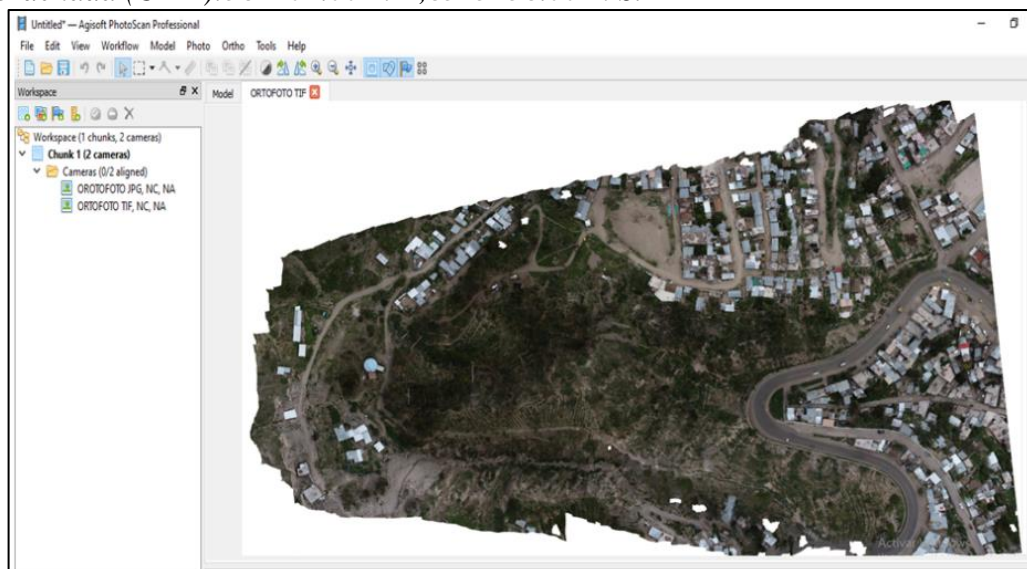 Untitled* — Agisoft PhotoScan Professional
File Edit View Workflow Model Photo Ortho Tools Help
Workspace
Model ORTOFOTO TIF
Workspace (1 chunks, 2 cameras)
Chunk 1 (2 cameras)
Cameras (0/2 aligned)
OROTOFOTO JPG, NC, NA
ORTOFOTO TIF, NC, NA